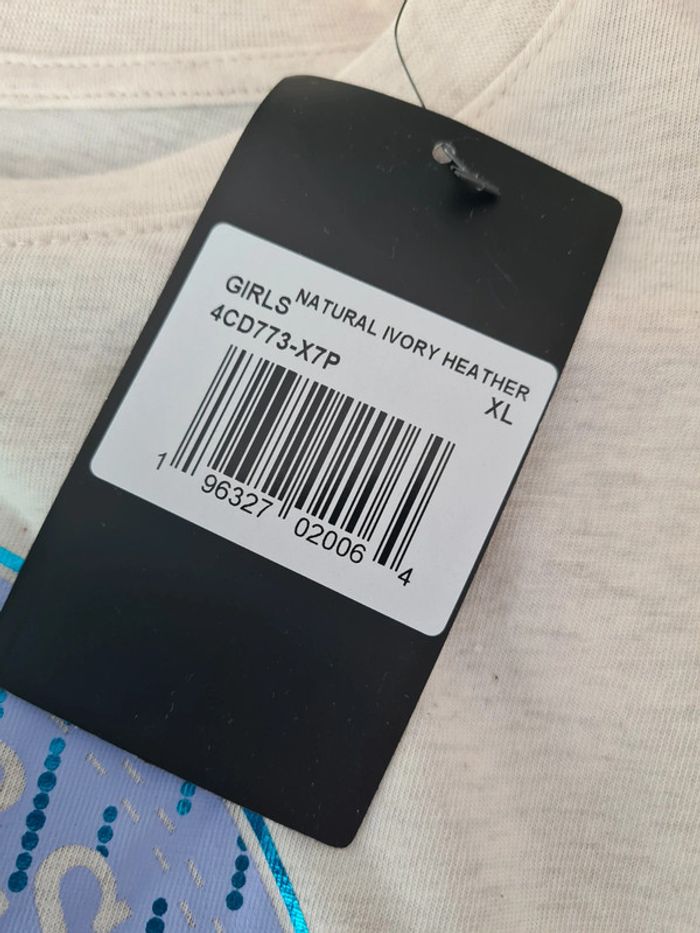 GIRLS NATURAL IVORY HEATHER
4CD773-X7P XL
1 96327 02006 4